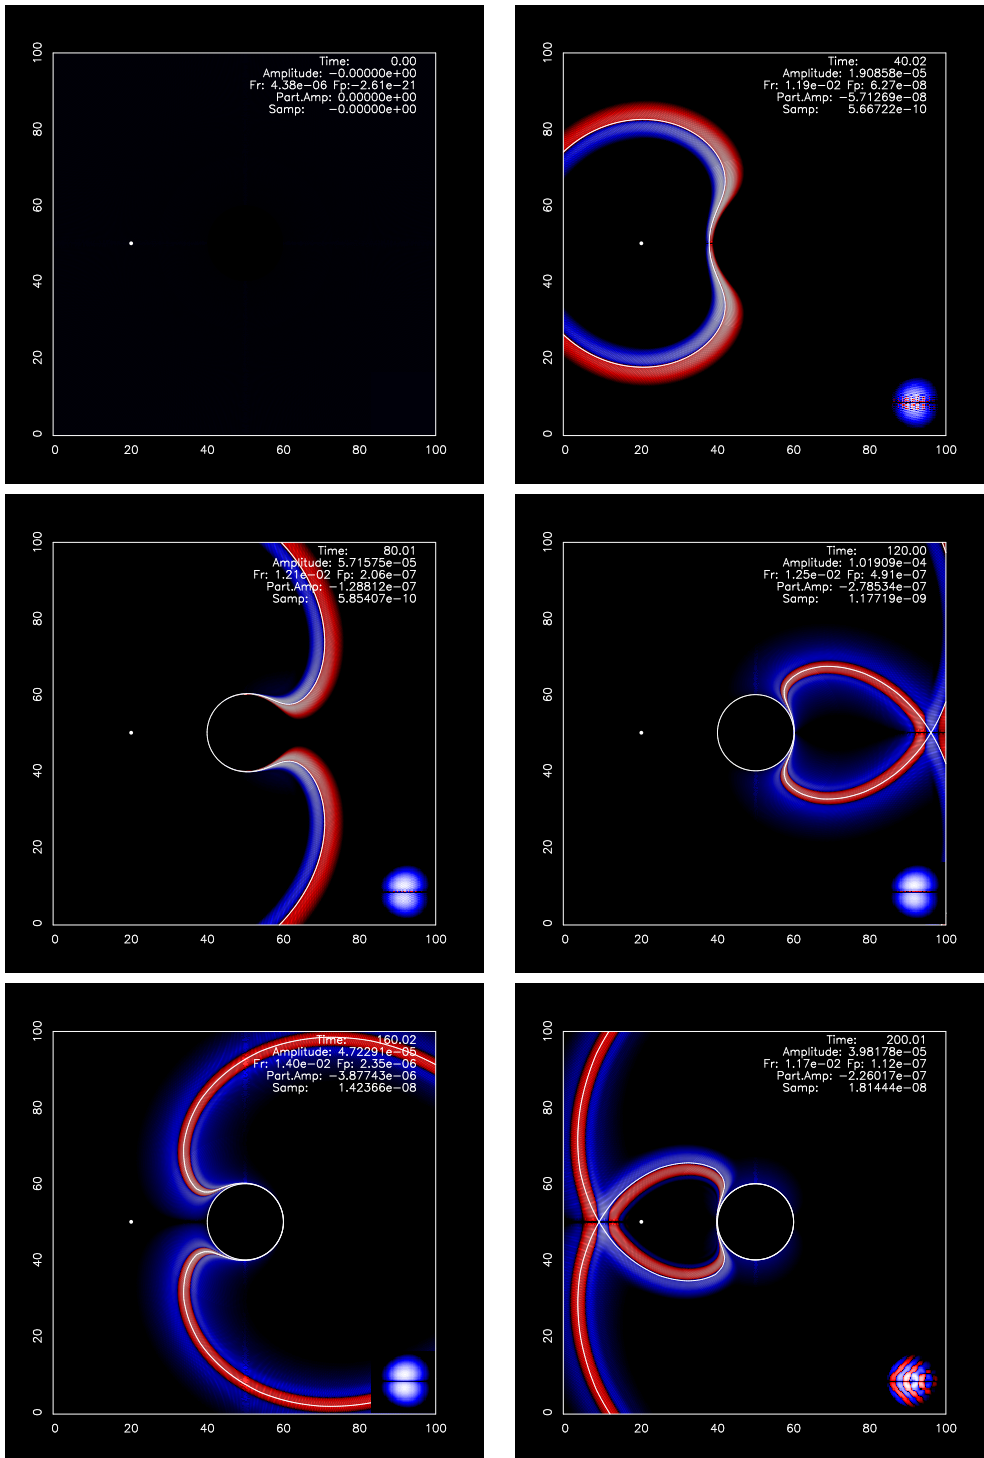 Time: 0.00
Amplitude: −0.00000e+00
Fr: 4.38e−06 Fp:−2.61e−21
Part.Amp: 0.00000e+00
Samp: −0.00000e+00
100
80
60
40
20
0
0 20 40 60 80 100
Time: 40.02
Amplitude: 1.90858e−05
Fr: 1.19e−02 Fp: 6.27e−08
Part.Amp: −5.71269e−08
Samp: 5.66722e−10
100
80
60
40
20
0
0 20 40 60 80 100
Time: 80.01
Amplitude: 5.71575e−05
Fr: 1.21e−02 Fp: 2.06e−07
Part.Amp: −1.28812e−07
Samp: 5.85407e−10
100
80
60
40
20
0
0 20 40 60 80 100
Time: 120.00
Amplitude: 1.01909e−04
Fr: 1.25e−02 Fp: 4.91e−07
Part.Amp: −2.78534e−07
Samp: 1.17719e−09
100
80
60
40
20
0
0 20 40 60 80 100
Time: 160.02
Amplitude: 4.72291e−05
Fr: 1.40e−02 Fp: 2.35e−06
Part.Amp: −3.87743e−06
Samp: 1.42366e−08
100
80
60
40
20
0
0 20 40 60 80 100
Time: 200.01
Amplitude: 3.98178e−05
Fr: 1.17e−02 Fp: 1.12e−07
Part.Amp: −2.26017e−07
Samp: 1.81444e−08
100
80
60
40
20
0
0 20 40 60 80 100